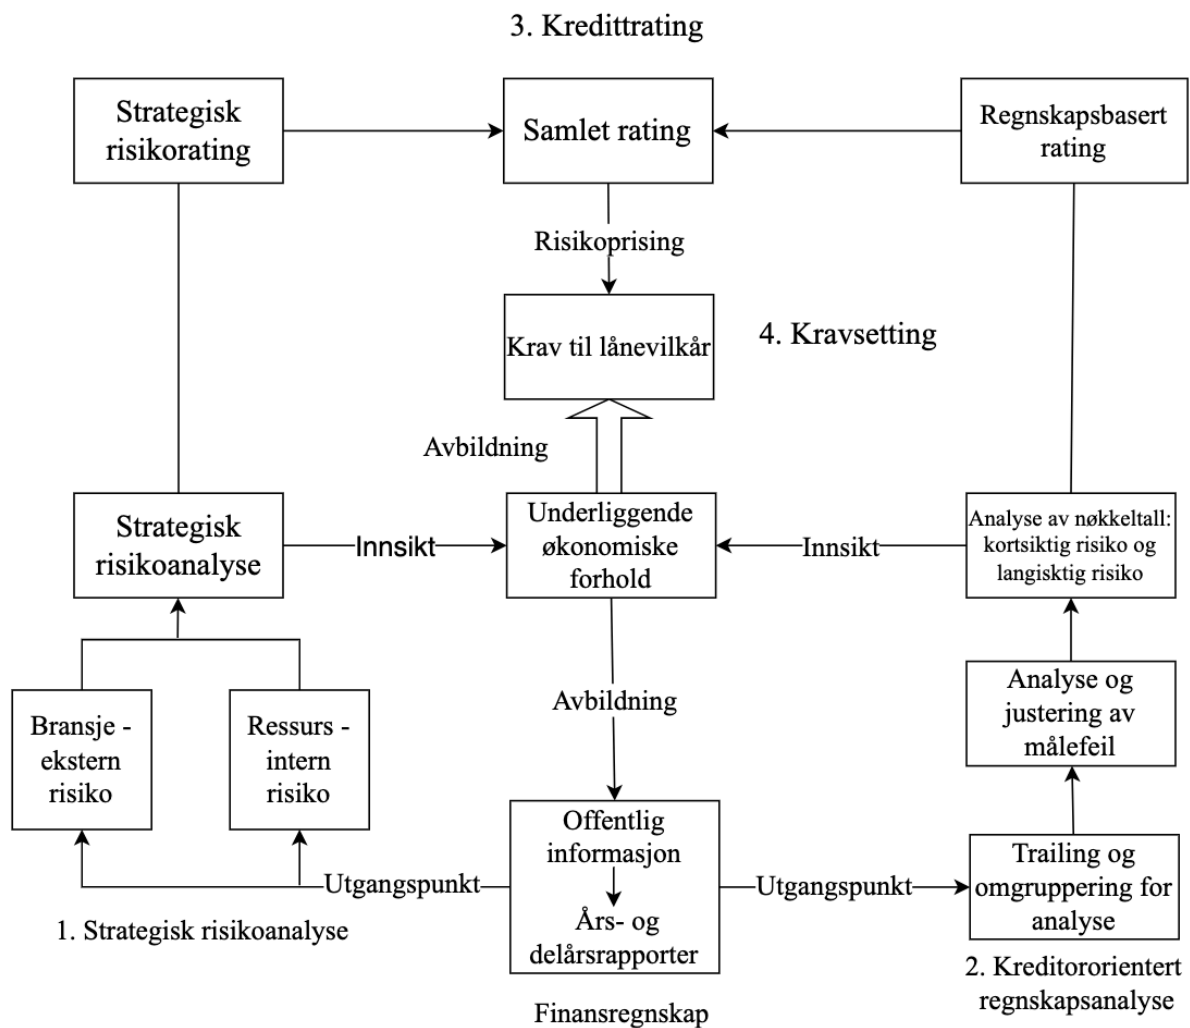 3. Kredittrating
Strategisk
risikorating
Samlet rating
Regnskapsbasert
rating
Risikoprising
Krav til lånevilkår
4. Kravsetting
Avbildning
Strategisk
risikoanalyse
Innsikt
Underliggende
økonomiske
forhold
Innsikt
Analyse av nøkkeltall:
kortsiktig risiko og
langisktig risiko
Bransje -
ekstern
risiko
Ressurs -
intern
risiko
Avbildning
Analyse og
justering av
målefeil
Offentlig
informasjon
Års- og
delårsrapporter
Utgangspunkt
Utgangspunkt
Trailing og
omgruppering for
analyse
1. Strategisk risikoanalyse
2. Kreditororientert
regnskapsanalyse
Finansregnskap